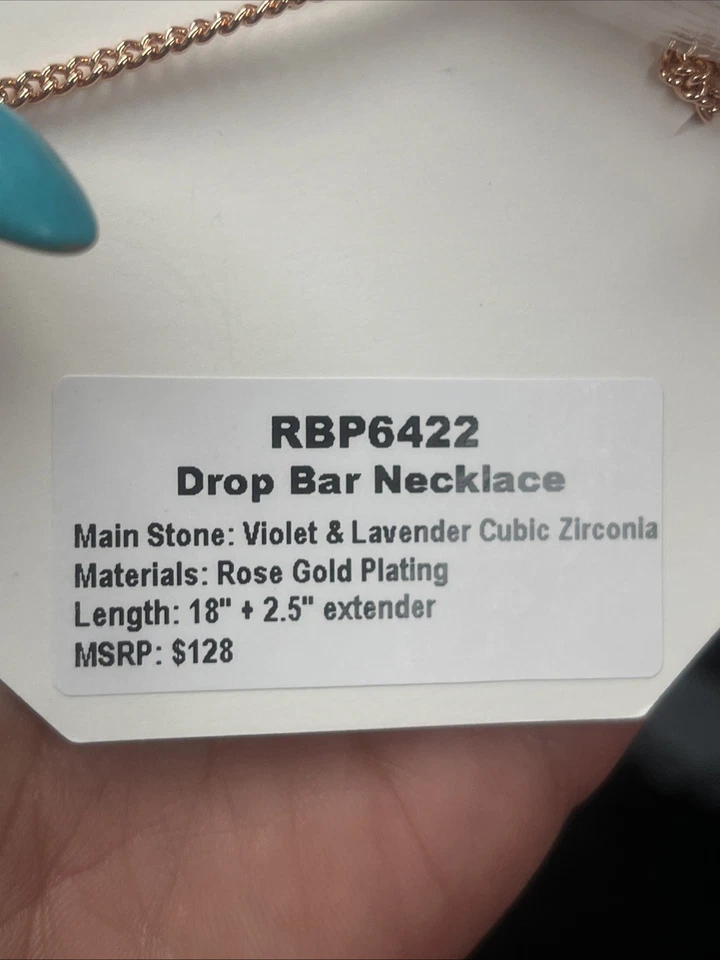 RBP6422
Drop Bar Necklace
Main Stone: Violet & Lavender Cubic Zirconia
Materials: Rose Gold Plating
Length: 18" + 2.5" extender
MSRP: $128